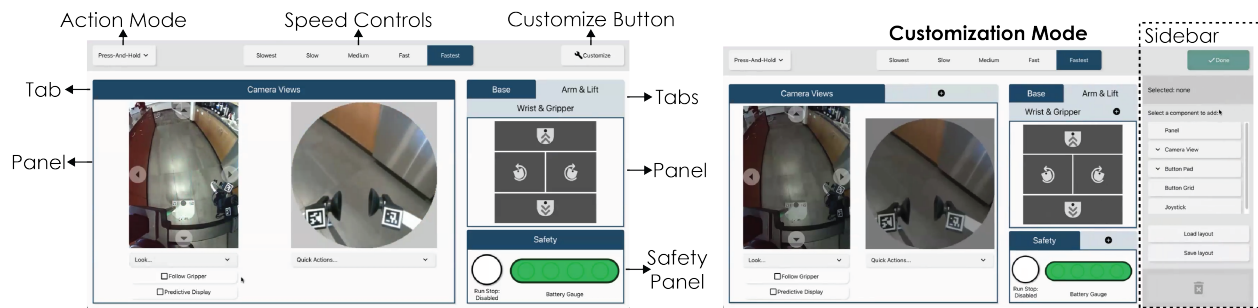 Action Mode
Speed Controls
Customize Button
Press-And-Hold
Slowest
Slow
Medium
Fast
Fastest
Customize
Tab
Camera Views
Base
Arm & Lift
Tabs
Wrist & Gripper
Panel
Panel
Look...
Quick Actions...
Follow Gripper
Predictive Display
Safety
Safety
Panel
Run Stop:
Disabled
Battery Gauge
Customization Mode
Sidebar
Press-And-Hold
Slowest
Slow
Medium
Fast
Fastest
Done
Camera Views
Base
Arm & Lift
Wrist & Gripper
Selected: none
Select a component to add:
Panel
Camera View
Button Pad
Button Grid
Joystick
Load layout
Save layout
Look...
Quick Actions...
Follow Gripper
Predictive Display
Safety
Run Stop:
Disabled
Battery Gauge